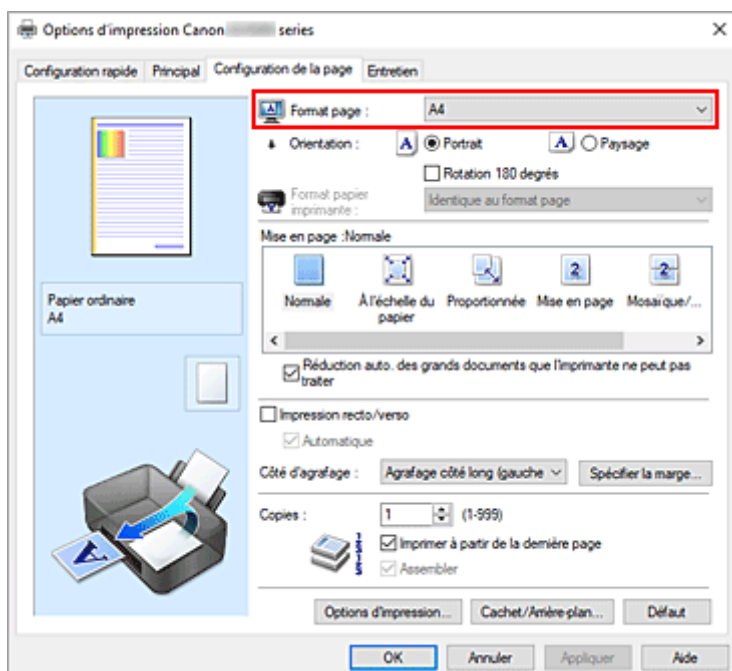 Options d'impression Canon series
Configuration rapide Principal Configuration de la page Entretien
Format page : A4
Orientation : A Portrait A Paysage
Rotation 180 degrés
Format papier
imprimante : Identique au format page
Mise en page :Normale
Normale À l'échelle du papier Proportionnée Mise en page Mosaïque/...
Réduction auto. des grands documents que l'imprimante ne peut pas
traiter
Papier ordinaire
A4
Impression recto/verso
Automatique
Côté d'agrafage : Agrafage côté long (gauche Spécifier la marge...
Copies : 1 (1-999)
Imprimer à partir de la dernière page
Assembler
Options d'impression... Cachet/Arrière-plan... Défaut
OK Annuler Appliquer Aide